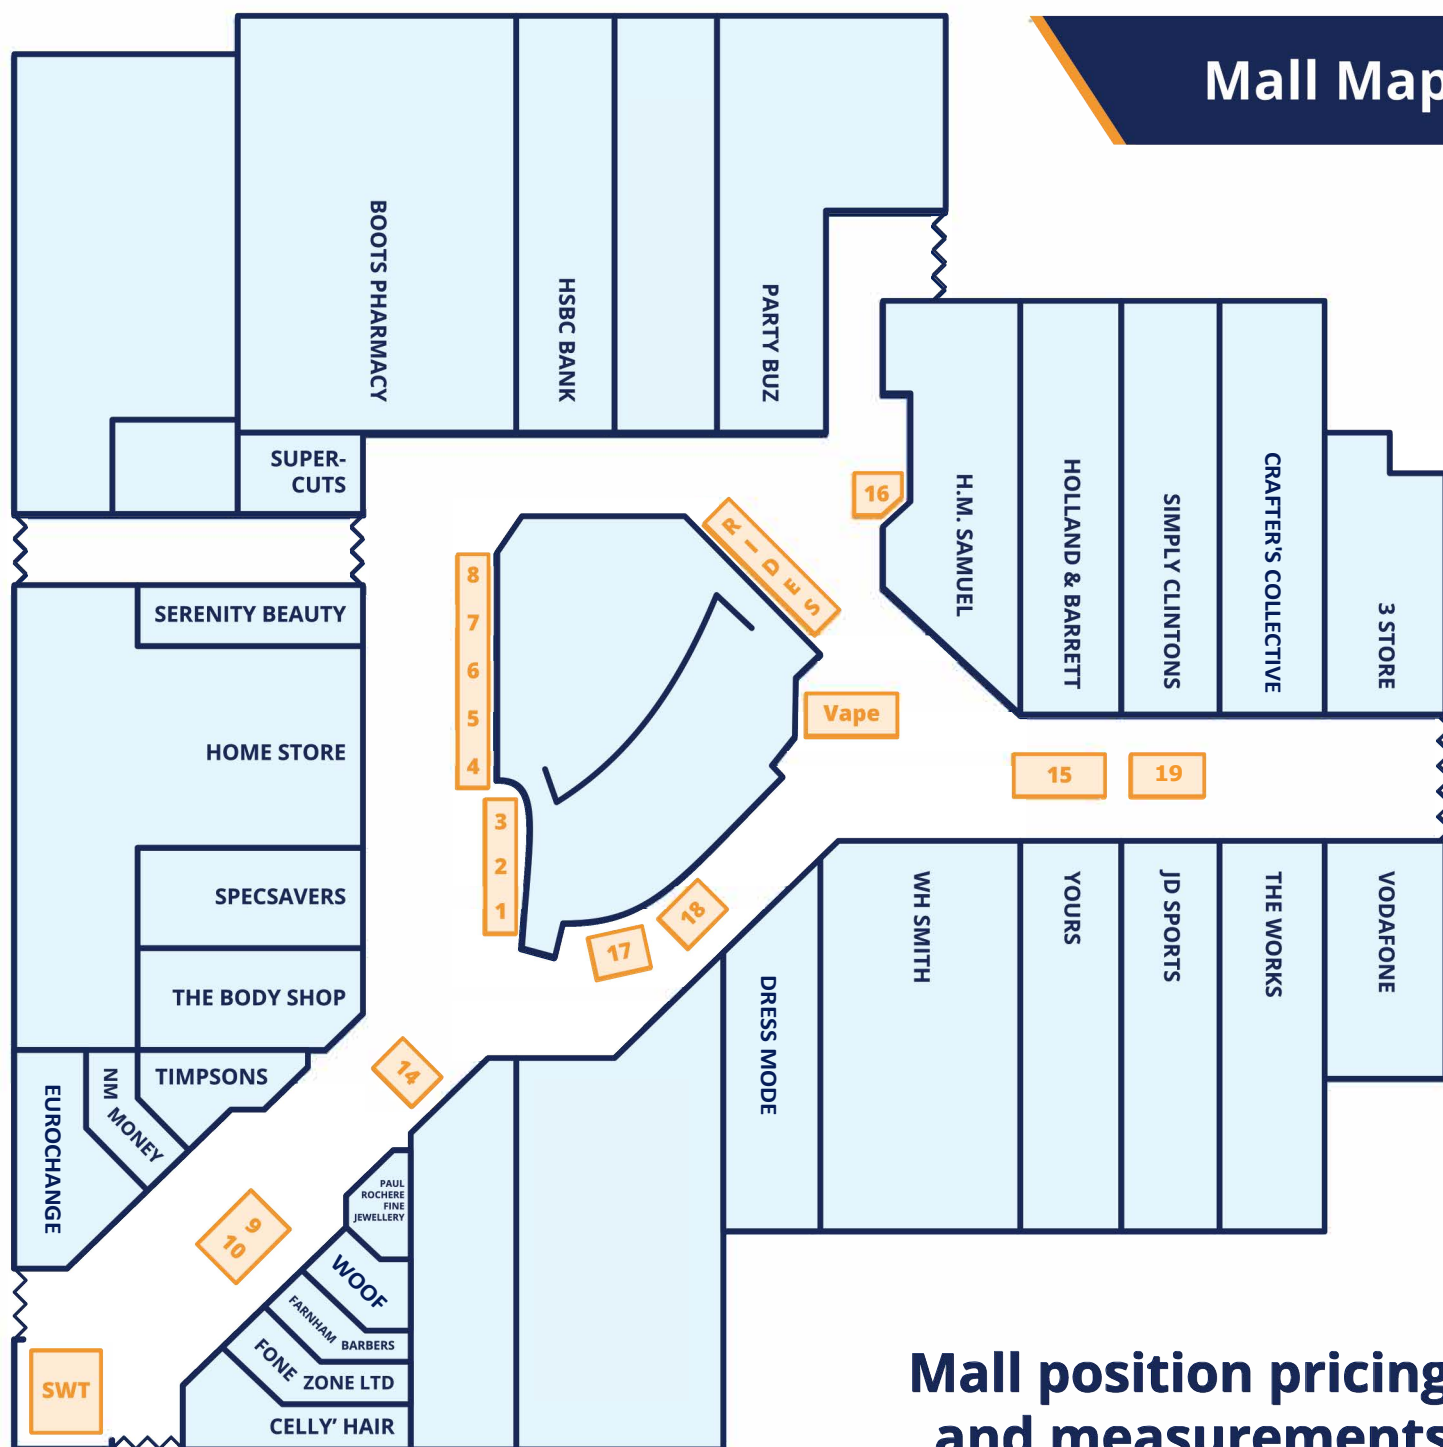 Mall Map
BOOTS PHARMACY
HSBC BANK
PARTY BUZ
SUPER-
CUTS
SERENITY BEAUTY
HOME STORE
SPECSAVERS
THE BODY SHOP
TIMPSONS
NM
MONEY
EUROCHANGE
8
7
6
5
4
3
2
1
RIDES
16
Vape
15
19
17
18
14
9
10
SWT
H.M. SAMUEL
HOLLAND & BARRETT
SIMPLY CLINTONS
CRAFTER'S COLLECTIVE
3 STORE
DRESS MODE
WH SMITH
YOURS
JD SPORTS
THE WORKS
VODAFONE
PAUL
ROCHERE
FINE
JEWELLERY
WOOF
FARNHAM BARBERS
FONE ZONE LTD
CELLY’ HAIR
Mall position pricing
and measurements